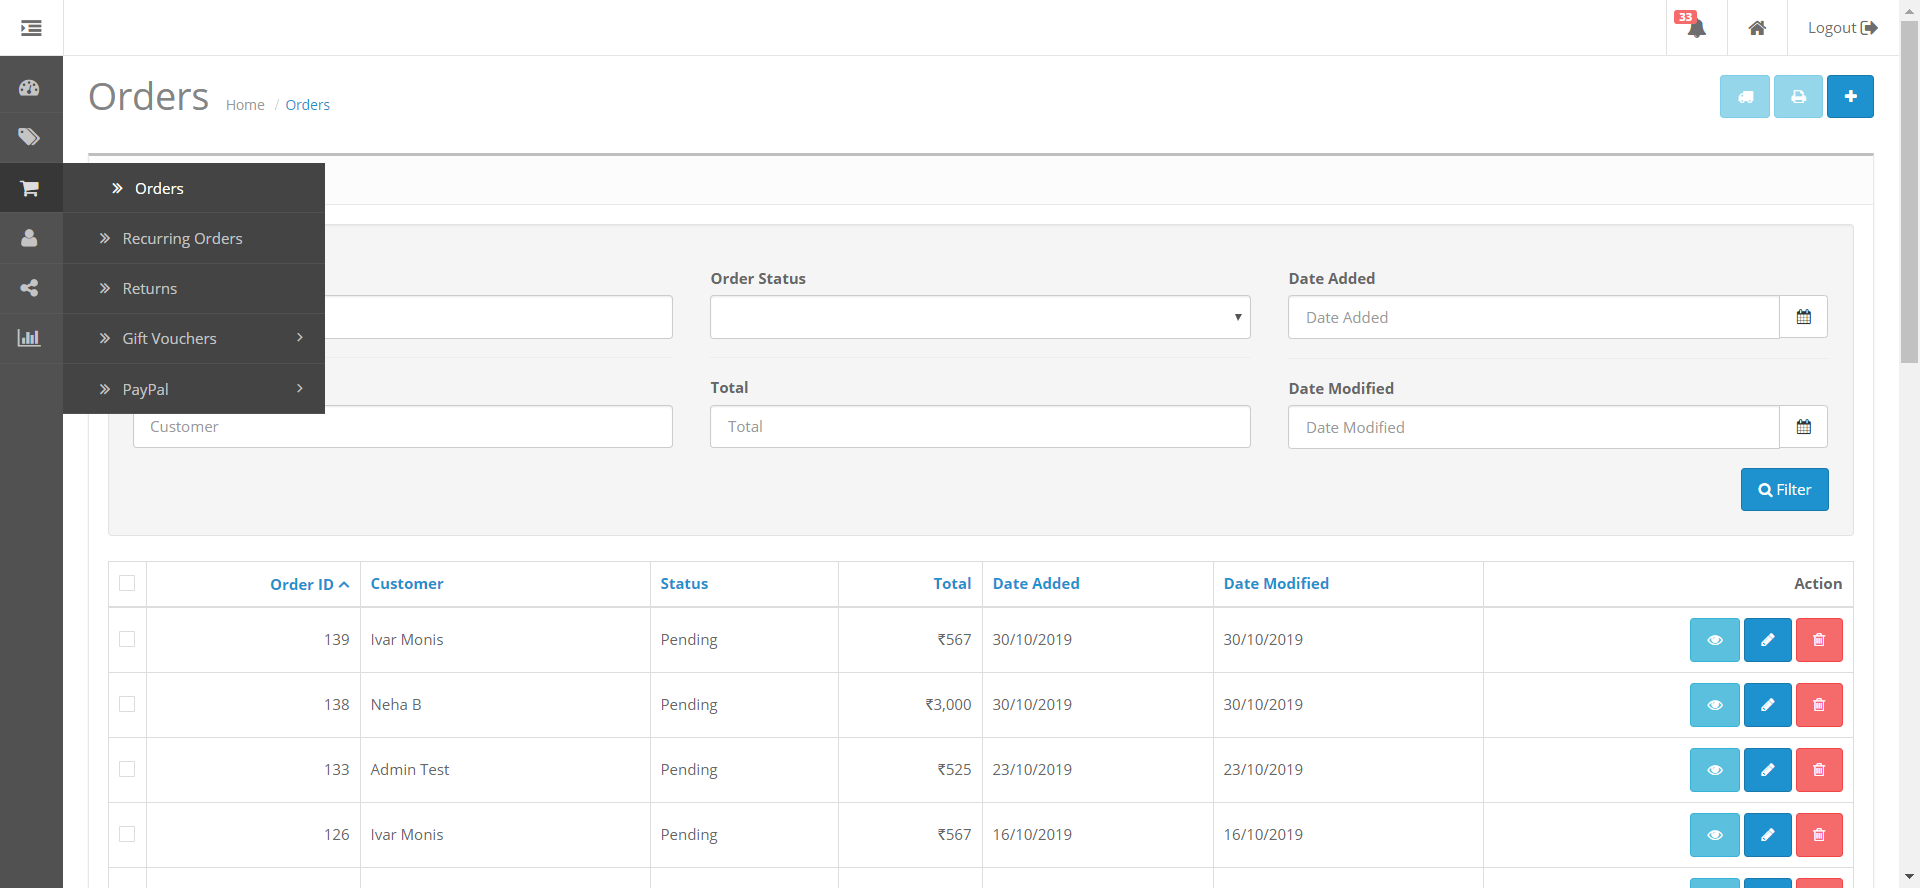 33
Logout
Orders Home / Orders
Orders
Recurring Orders
Returns
Gift Vouchers
PayPal
Order Status
Date Added
Date Added
Total
Date Modified
Customer
Total
Date Modified
Filter
Order ID Customer Status Total Date Added Date Modified Action
139 Ivar Monis Pending ₹567 30/10/2019 30/10/2019
138 Neha B Pending ₹3,000 30/10/2019 30/10/2019
133 Admin Test Pending ₹525 23/10/2019 23/10/2019
126 Ivar Monis Pending ₹567 16/10/2019 16/10/2019